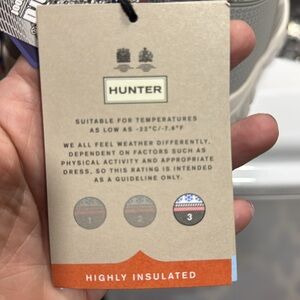 HUNTER
SUITABLE FOR TEMPERATURES
AS LOW AS -22°C/-7.6°F
WE ALL FEEL WEATHER DIFFERENTLY,
DEPENDENT ON FACTORS SUCH AS
PHYSICAL ACTIVITY AND APPROPRIATE
DRESS, SO THIS RATING IS INTENDED
AS A GUIDELINE ONLY.
1 2 3
HIGHLY INSULATED